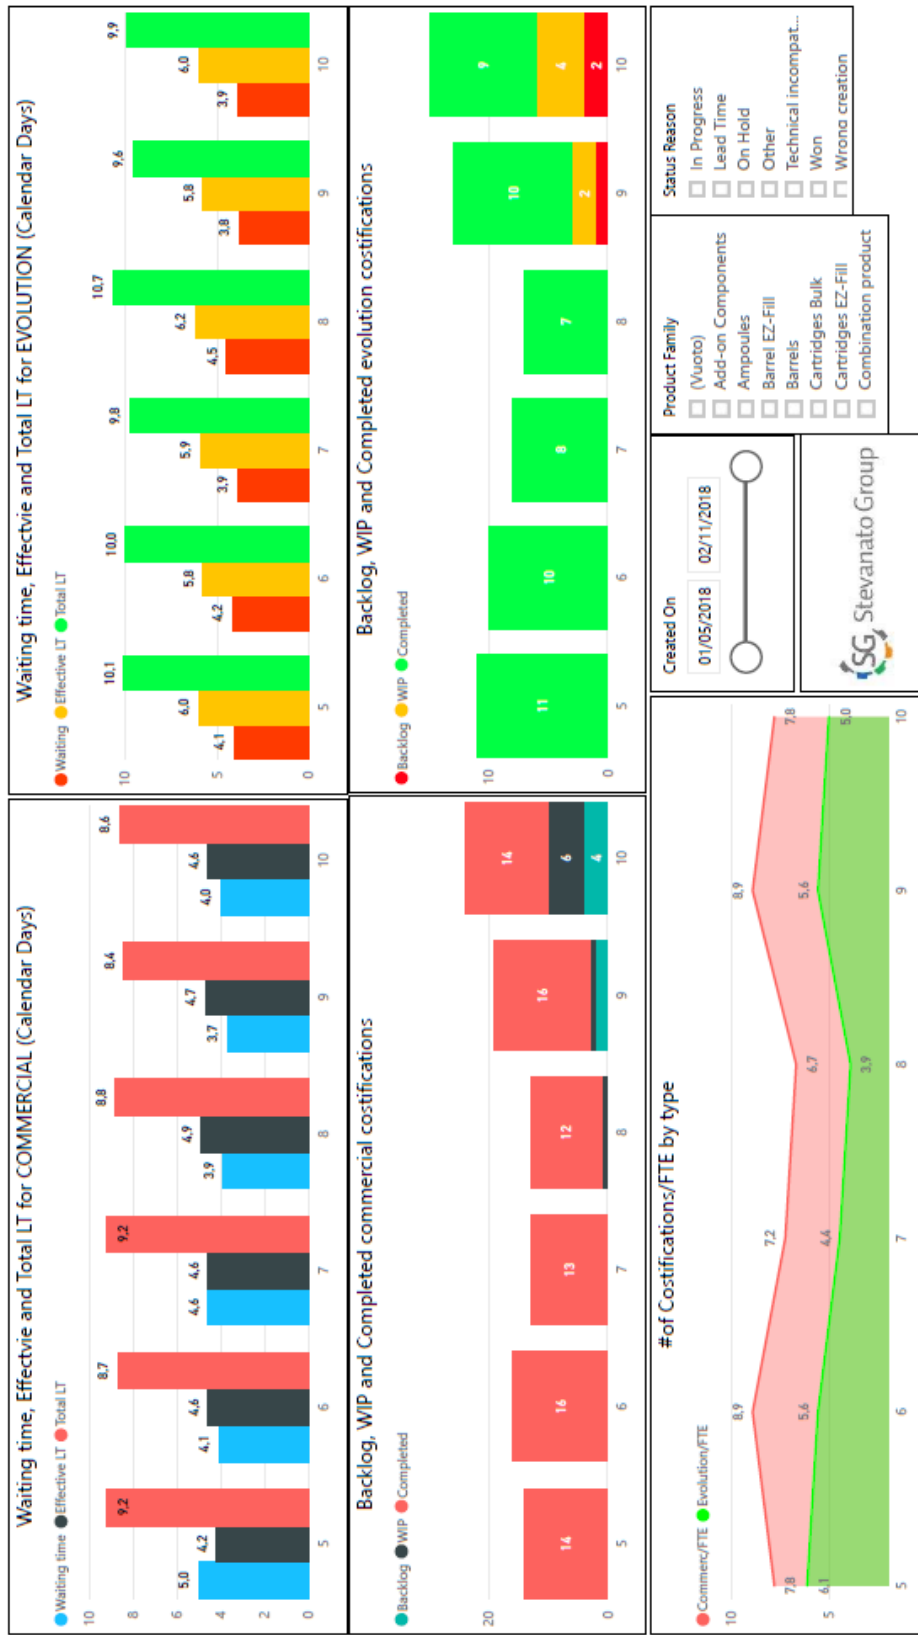 Waiting time, Effectvie and Total LT for COMMERCIAL (Calendar Days)
Waiting time Effective LT Total LT
10
8
6
4
2
0
5,0 4,2 9,2
4,1 4,6 8,7
4,6 4,6 9,2
3,9 4,9 8,8
3,7 4,7 8,4
4,0 4,6 8,6
5 6 7 8 9 10
Waiting time, Effectvie and Total LT for EVOLUTION (Calendar Days)
Waiting Effective LT Total LT
10
5
0
4,1 6,0 10,1
4,2 5,8 10,0
3,9 5,9 9,8
4,5 6,2 10,7
3,8 5,8 9,6
3,9 6,0 9,9
5 6 7 8 9 10
Backlog, WIP and Completed commercial costifications
Backlog WIP Completed
20
0
14
16
13
12
16
14
6
4
5 6 7 8 9 10
Backlog, WIP and Completed evolution costifications
Backlog WIP Completed
10
0
11
10
8
7
10
2
9
4
2
5 6 7 8 9 10
#of Costifications/FTE by type
Commerc/FTE Evolution/FTE
10
5
7,8 8,9 7,2 6,7 8,9 7,8
6,1 5,6 4,4 3,9 5,6 5,0
5 6 7 8 9 10
Created On
01/05/2018 02/11/2018
SG Stevanato Group
Product Family
(Vuoto)
Add-on Components
Ampoules
Barrel EZ-Fill
Barrels
Cartridges Bulk
Cartridges EZ-Fill
Combination product
Status Reason
In Progress
Lead Time
On Hold
Other
Technical incompat...
Won
Wrong creation